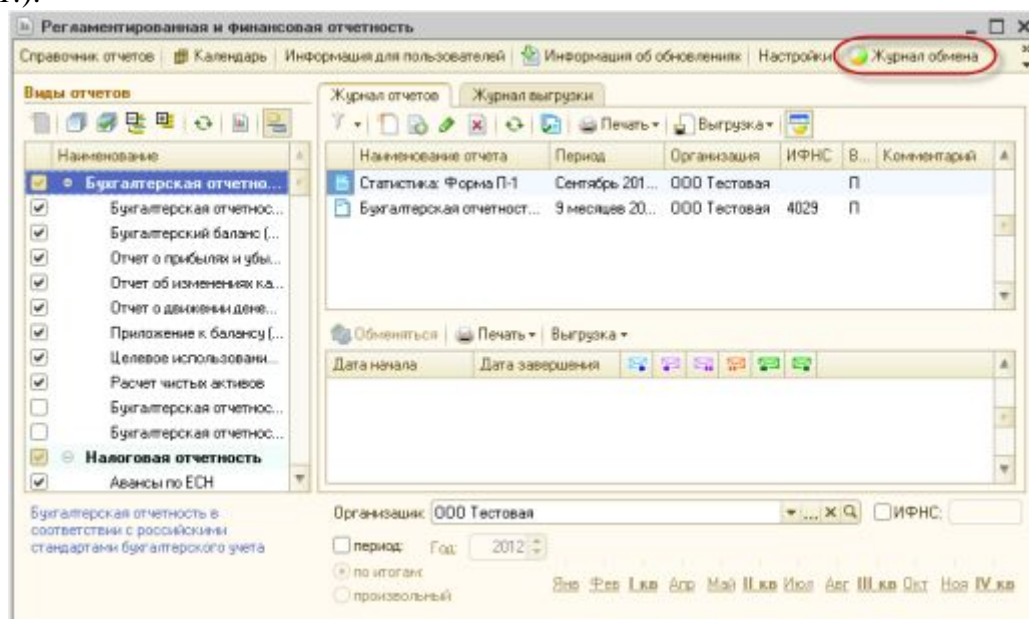 Регламентированная и финансовая отчетность
Справочник отчетов Календарь Информация для пользователей Информация об обновлениях Настройки Журнал обмена
Виды отчетов
Журнал отчетов Журнал выгрузки
Печать Выгрузка
Наименование
Наименование отчета Период Организация ИФНС В... Комментарий
Бухгалтерская отчетно...
Статистика: Форма П-1 Сентябрь 201... ООО Тестовая П
Бухгалтерская отчетнос...
Бухгалтерская отчетност... 9 месяцев 20... ООО Тестовая 4029 П
Бухгалтерский баланс (...
Отчет о прибылях и убы...
Отчет об изменениях ка...
Отчет о движении дене...
Приложение к балансу (...
Обменяться Печать Выгрузка
Целевое использовани...
Дата начала Дата завершения
Расчет чистых активов
Бухгалтерская отчетнос...
Бухгалтерская отчетнос...
Налоговая отчетность
Авансы по ЕСН
Бухгалтерская отчетность в
соответствии с российскими
стандартами бухгалтерского учета
Организация: ООО Тестовая ... ИФНС:
период: Год: 2012
по итогам:
произвольный
Янв Фев I кв Апр Май II кв Июл Авг III кв Окт Ноя IV кв